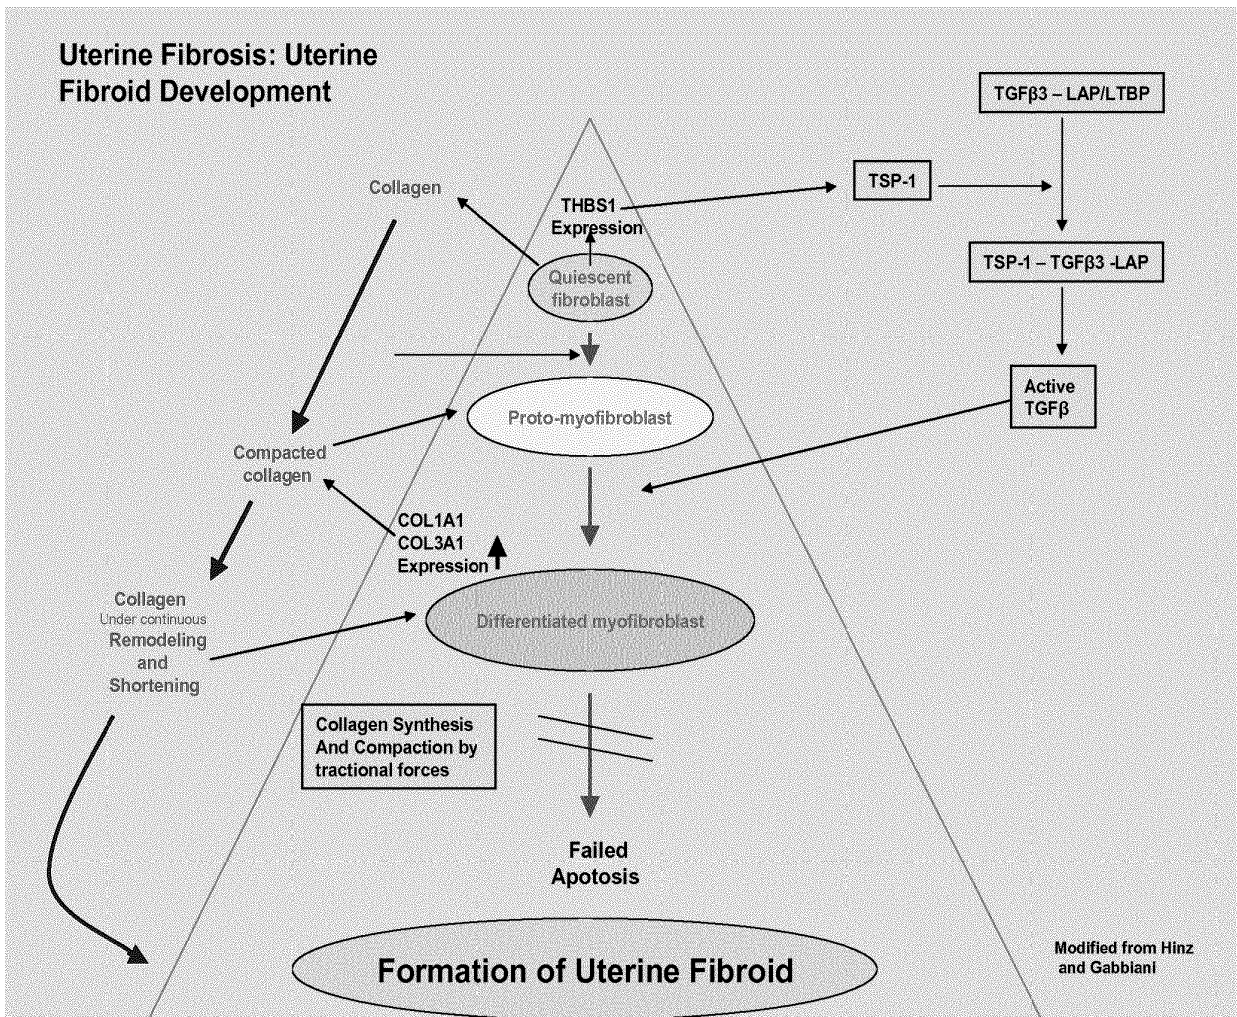 Uterine Fibrosis: Uterine
Fibroid Development
TGFβ3 – LAP/LTBP
Collagen
THBS1
Expression
TSP-1
TSP-1 – TGFβ3 -LAP
Quiescent
fibroblast
Active
TGFβ
Proto-myofibroblast
Compacted
collagen
COL1A1
COL3A1
Expression
Collagen
Under continuous
Remodeling
and
Shortening
Differentiated myofibroblast
Collagen Synthesis
And Compaction by
tractional forces
Failed
Apotosis
Formation of Uterine Fibroid
Modified from Hinz
and Gabbiani